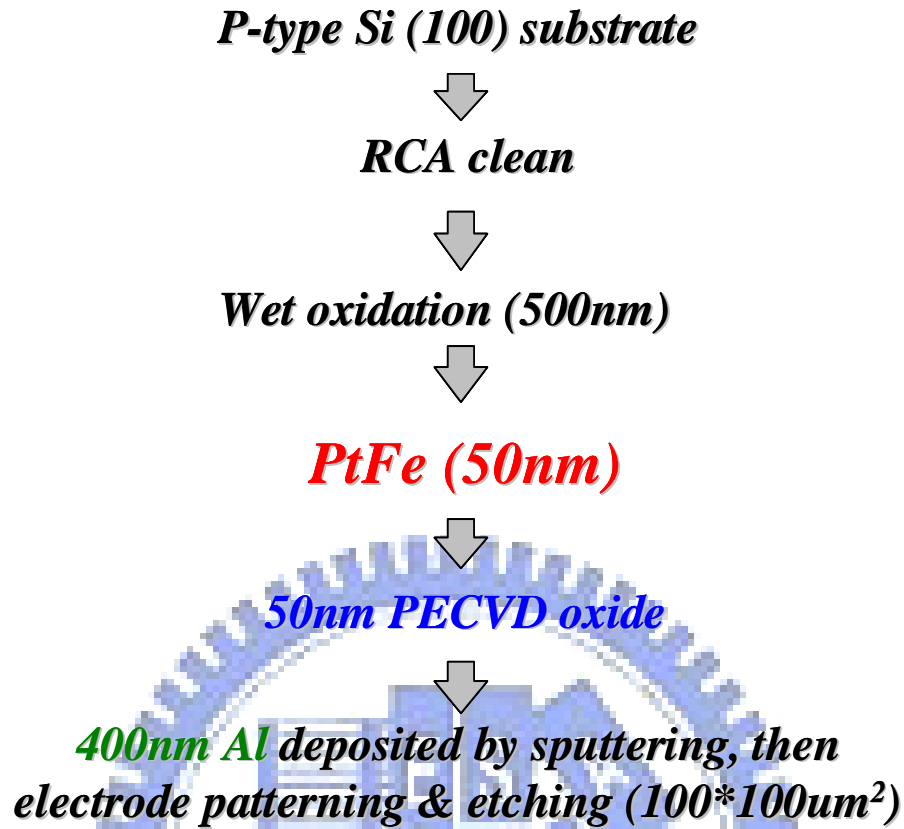 P-type Si (100) substrate
RCA clean
Wet oxidation (500nm)
PtFe (50nm)
50nm PECVD oxide
400nm Al deposited by sputtering, then
electrode patterning & etching (100*100um²)